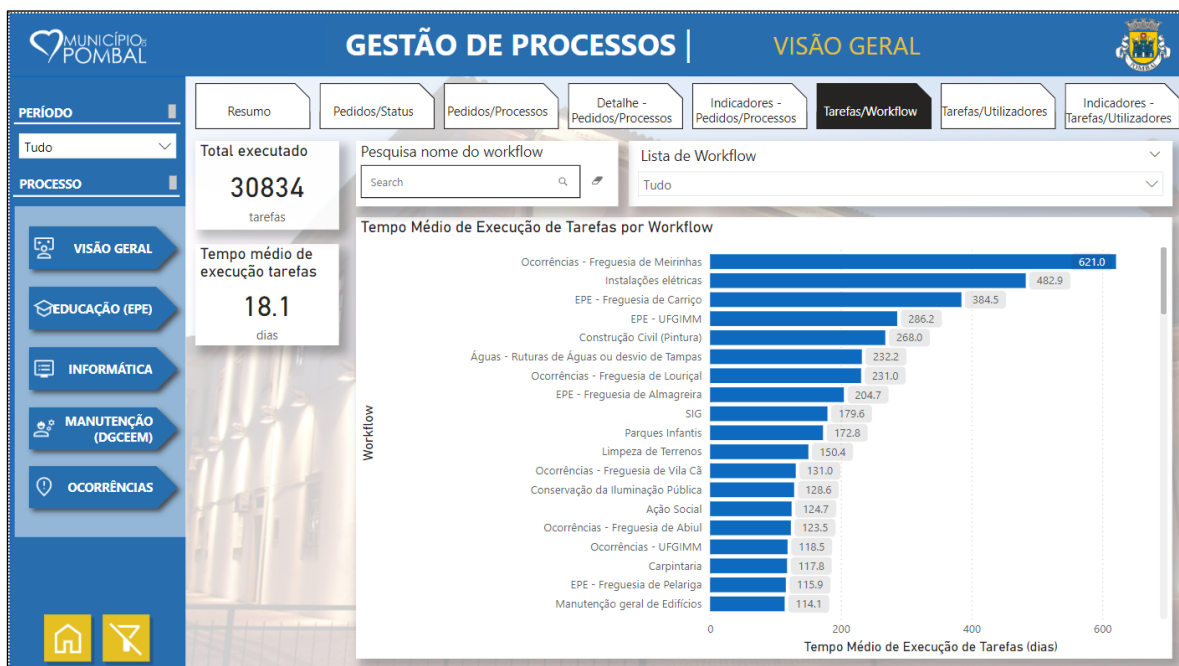 MUNICÍPIO DE
POMBAL
GESTÃO DE PROCESSOS |
VISÃO GERAL
POMBAL
PERÍODO
Tudo
PROCESSO
VISÃO GERAL
EDUCAÇÃO (EPE)
INFORMÁTICA
MANUTENÇÃO
(DGCEEM)
OCORRÊNCIAS
Resumo
Pedidos/Status
Pedidos/Processos
Detalhe -
Pedidos/Processos
Indicadores -
Pedidos/Processos
Tarefas/Workflow
Tarefas/Utilizadores
Indicadores -
Tarefas/Utilizadores
Total executado
30834
tarefas
Tempo médio de
execução tarefas
18.1
dias
Pesquisa nome do workflow
Search
Lista de Workflow
Tudo
Tempo Médio de Execução de Tarefas por Workflow
Workflow
Ocorrências - Freguesia de Meirinhas 621.0
Instalações elétricas 482.9
EPE - Freguesia de Carriço 384.5
EPE - UFGIMM 286.2
Construção Civil (Pintura) 268.0
Águas - Ruturas de Águas ou desvio de Tampas 232.2
Ocorrências - Freguesia de Louriçal 231.0
EPE - Freguesia de Almagreira 204.7
SIG 179.6
Parques Infantis 172.8
Limpeza de Terrenos 150.4
Ocorrências - Freguesia de Vila Cã 131.0
Conservação da Iluminação Pública 128.6
Ação Social 124.7
Ocorrências - Freguesia de Abiul 123.5
Ocorrências - UFGIMM 118.5
Carpintaria 117.8
EPE - Freguesia de Pelariga 115.9
Manutenção geral de Edifícios 114.1
0 200 400 600
Tempo Médio de Execução de Tarefas (dias)